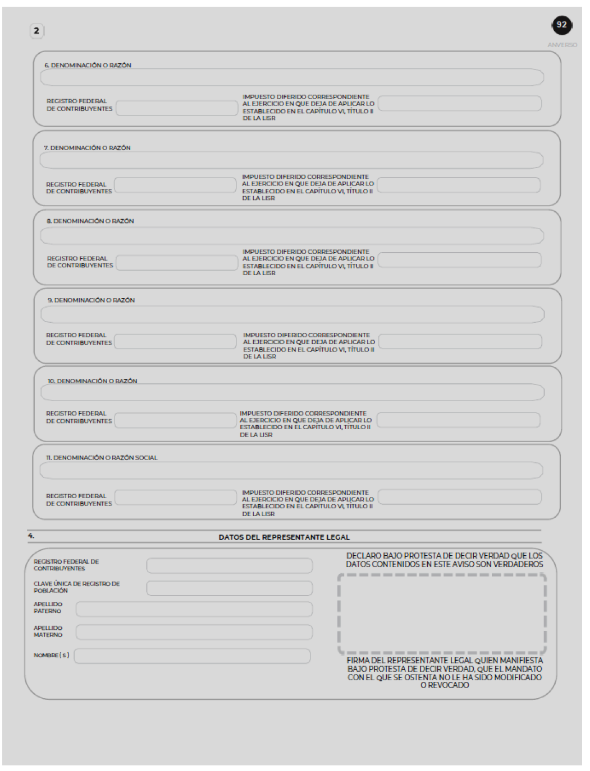 2
92
ANVERSO
6. DENOMINACIÓN O RAZÓN
REGISTRO FEDERAL
DE CONTRIBUYENTES
IMPUESTO DIFERIDO CORRESPONDIENTE
AL EJERCICIO EN QUE DEJA DE APLICAR LO
ESTABLECIDO EN EL CAPÍTULO VI, TÍTULO II
DE LA LISR
7. DENOMINACIÓN O RAZÓN
REGISTRO FEDERAL
DE CONTRIBUYENTES
IMPUESTO DIFERIDO CORRESPONDIENTE
AL EJERCICIO EN QUE DEJA DE APLICAR LO
ESTABLECIDO EN EL CAPÍTULO VI, TÍTULO II
DE LA LISR
8. DENOMINACIÓN O RAZÓN
REGISTRO FEDERAL
DE CONTRIBUYENTES
IMPUESTO DIFERIDO CORRESPONDIENTE
AL EJERCICIO EN QUE DEJA DE APLICAR LO
ESTABLECIDO EN EL CAPÍTULO VI, TÍTULO II
DE LA LISR
9. DENOMINACIÓN O RAZÓN
REGISTRO FEDERAL
DE CONTRIBUYENTES
IMPUESTO DIFERIDO CORRESPONDIENTE
AL EJERCICIO EN QUE DEJA DE APLICAR LO
ESTABLECIDO EN EL CAPÍTULO VI, TÍTULO II
DE LA LISR
10. DENOMINACIÓN O RAZÓN
REGISTRO FEDERAL
DE CONTRIBUYENTES
IMPUESTO DIFERIDO CORRESPONDIENTE
AL EJERCICIO EN QUE DEJA DE APLICAR LO
ESTABLECIDO EN EL CAPÍTULO VI, TÍTULO II
DE LA LISR
11. DENOMINACIÓN O RAZÓN SOCIAL
REGISTRO FEDERAL
DE CONTRIBUYENTES
IMPUESTO DIFERIDO CORRESPONDIENTE
AL EJERCICIO EN QUE DEJA DE APLICAR LO
ESTABLECIDO EN EL CAPÍTULO VI, TÍTULO II
DE LA LISR
4. DATOS DEL REPRESENTANTE LEGAL
REGISTRO FEDERAL DE
CONTRIBUYENTES
CLAVE ÚNICA DE REGISTRO DE
POBLACIÓN
APELLIDO
PATERNO
APELLIDO
MATERNO
NOMBRE ( S )
DECLARO BAJO PROTESTA DE DECIR VERDAD QUE LOS
DATOS CONTENIDOS EN ESTE AVISO SON VERDADEROS
FIRMA DEL REPRESENTANTE LEGAL QUIEN MANIFIESTA
BAJO PROTESTA DE DECIR VERDAD, QUE EL MANDATO
CON EL QUE SE OSTENTA NO LE HA SIDO MODIFICADO
O REVOCADO